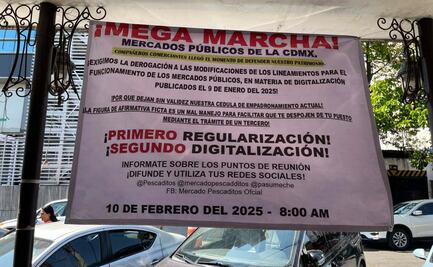 ¡MEGA MARCHA!
MERCADOS PÚBLICOS DE LA CDMX.
COMPAÑEROS COMERCIANTES LLEGÓ EL MOMENTO DE DEFENDER NUESTRO PATRIMONIO.
¡EXIGIMOS LA DEROGACIÓN A LAS MODIFICACIONES DE LOS LINEAMIENTOS PARA EL
FUNCIONAMIENTO DE LOS MERCADOS PÚBLICOS, EN MATERIA DE DIGITALIZACIÓN
PUBLICADOS EL 9 DE ENERO DEL 2025!
¡POR QUE DEJAN SIN VALIDEZ NUESTRA CEDULA DE EMPADRONAMIENTO ACTUAL!
¡LA FIGURA DE AFIRMATIVA FICTA ES UN MAL MANEJO PARA FACILITAR QUE TE DESPOJEN DE TU PUESTO
MEDIANTE EL TRÁMITE DE UN TERCERO!
¡PRIMERO REGULARIZACIÓN!
¡SEGUNDO DIGITALIZACIÓN!
INFORMATE SOBRE LOS PUNTOS DE REUNIÓN
¡DIFUNDE Y UTILIZA TUS REDES SOCIALES!
@Pescaditos @mercadopescadditos @pasumeche
FB: Mercado Pescaditos Oficial
10 DE FEBRERO DEL 2025 - 8:00 AM